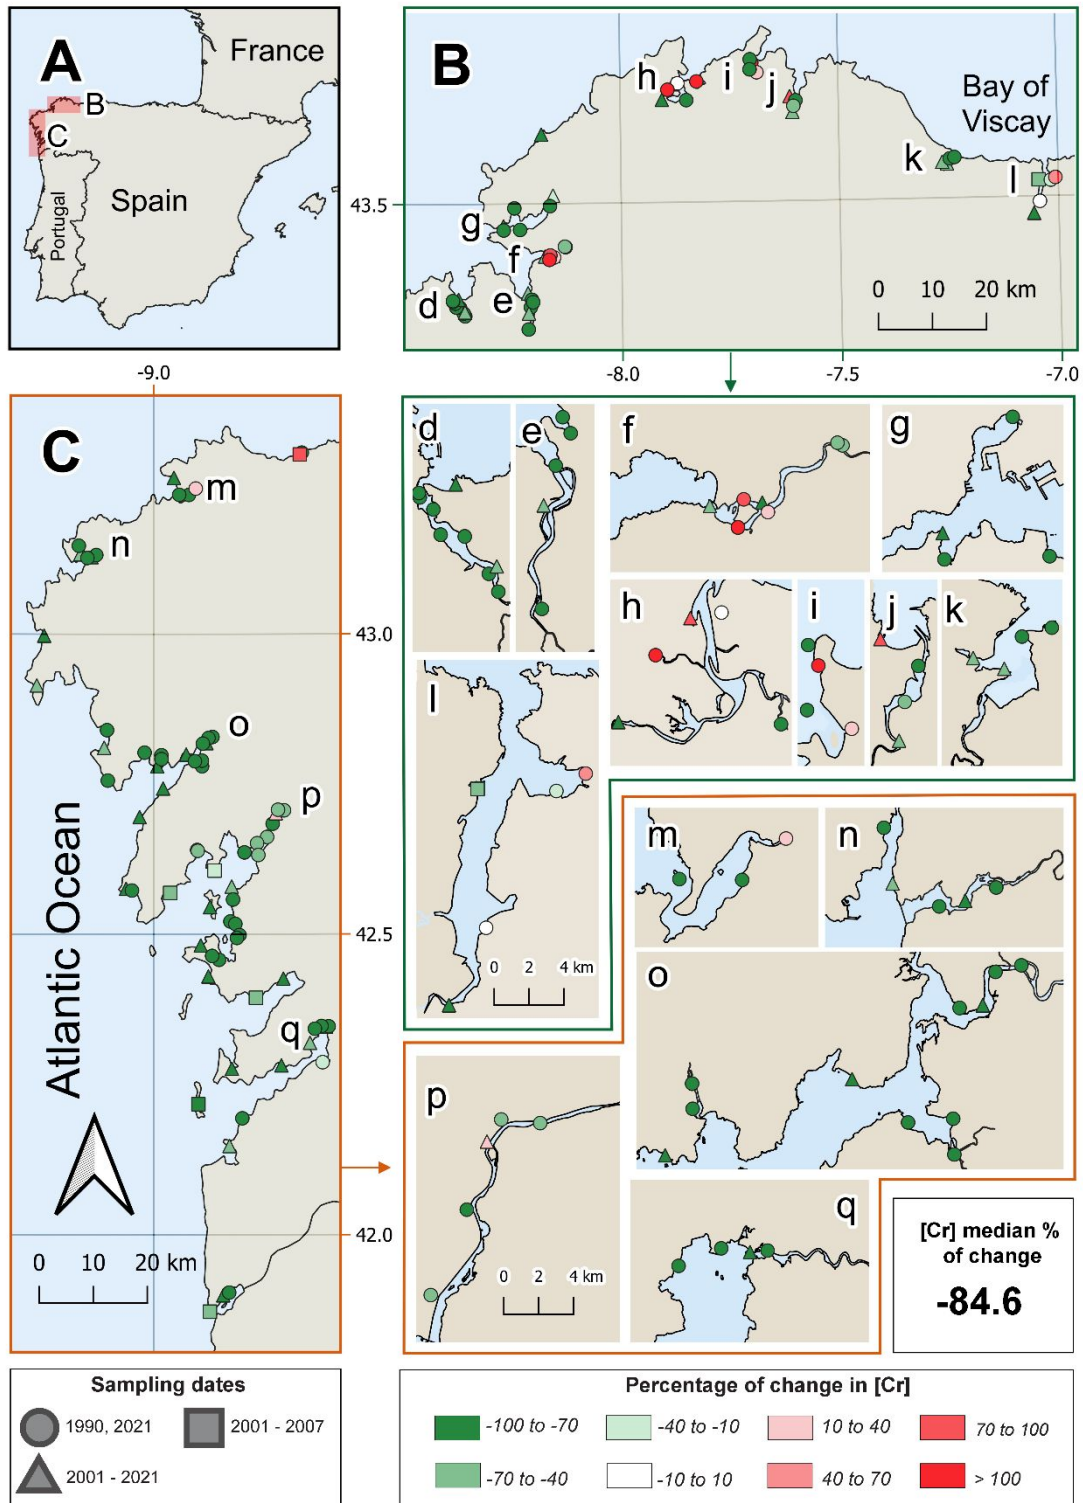 A
France
B
C
Portugal
Spain
B
h
i
j
Bay of
Viscay
k
l
43.5
g
f
d
e
0 10 20 km
-9.0
-8.0
-7.5
-7.0
C
m
n
43.0
o
p
42.5
q
Atlantic Ocean
42.0
0 10 20 km
d
e
f
g
h
i
j
k
l
0 2 4 km
m
n
o
p
0 2 4 km
q
[Cr] median %
of change
-84.6
Sampling dates
1990, 2021
2001 - 2007
2001 - 2021
Percentage of change in [Cr]
-100 to -70
-40 to -10
10 to 40
70 to 100
-70 to -40
-10 to 10
40 to 70
> 100